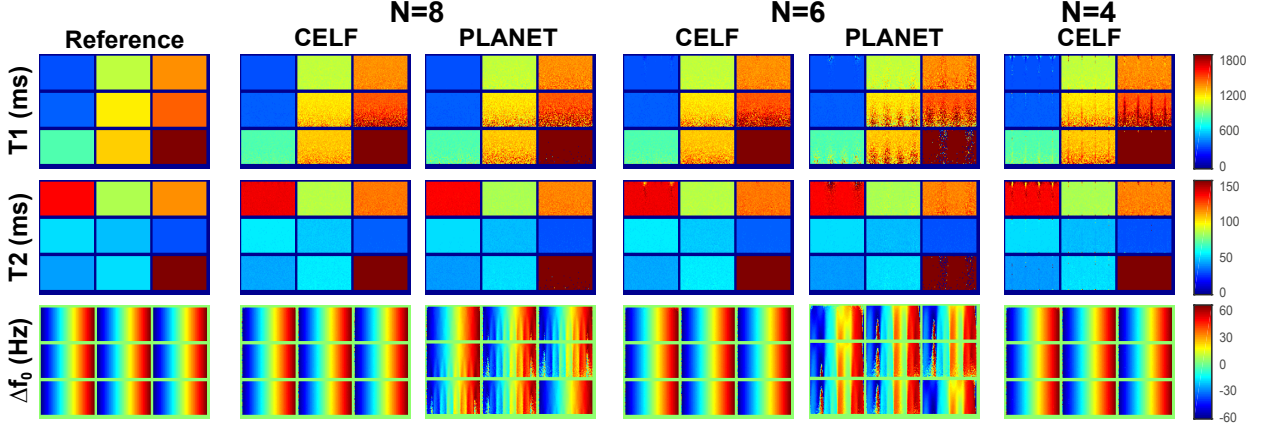 N=8 N=6 N=4
Reference CELF PLANET CELF PLANET CELF
T1 (ms)
1800
1200
600
0
T2 (ms)
150
100
50
0
Δf₀ (Hz)
60
30
0
-30
-60